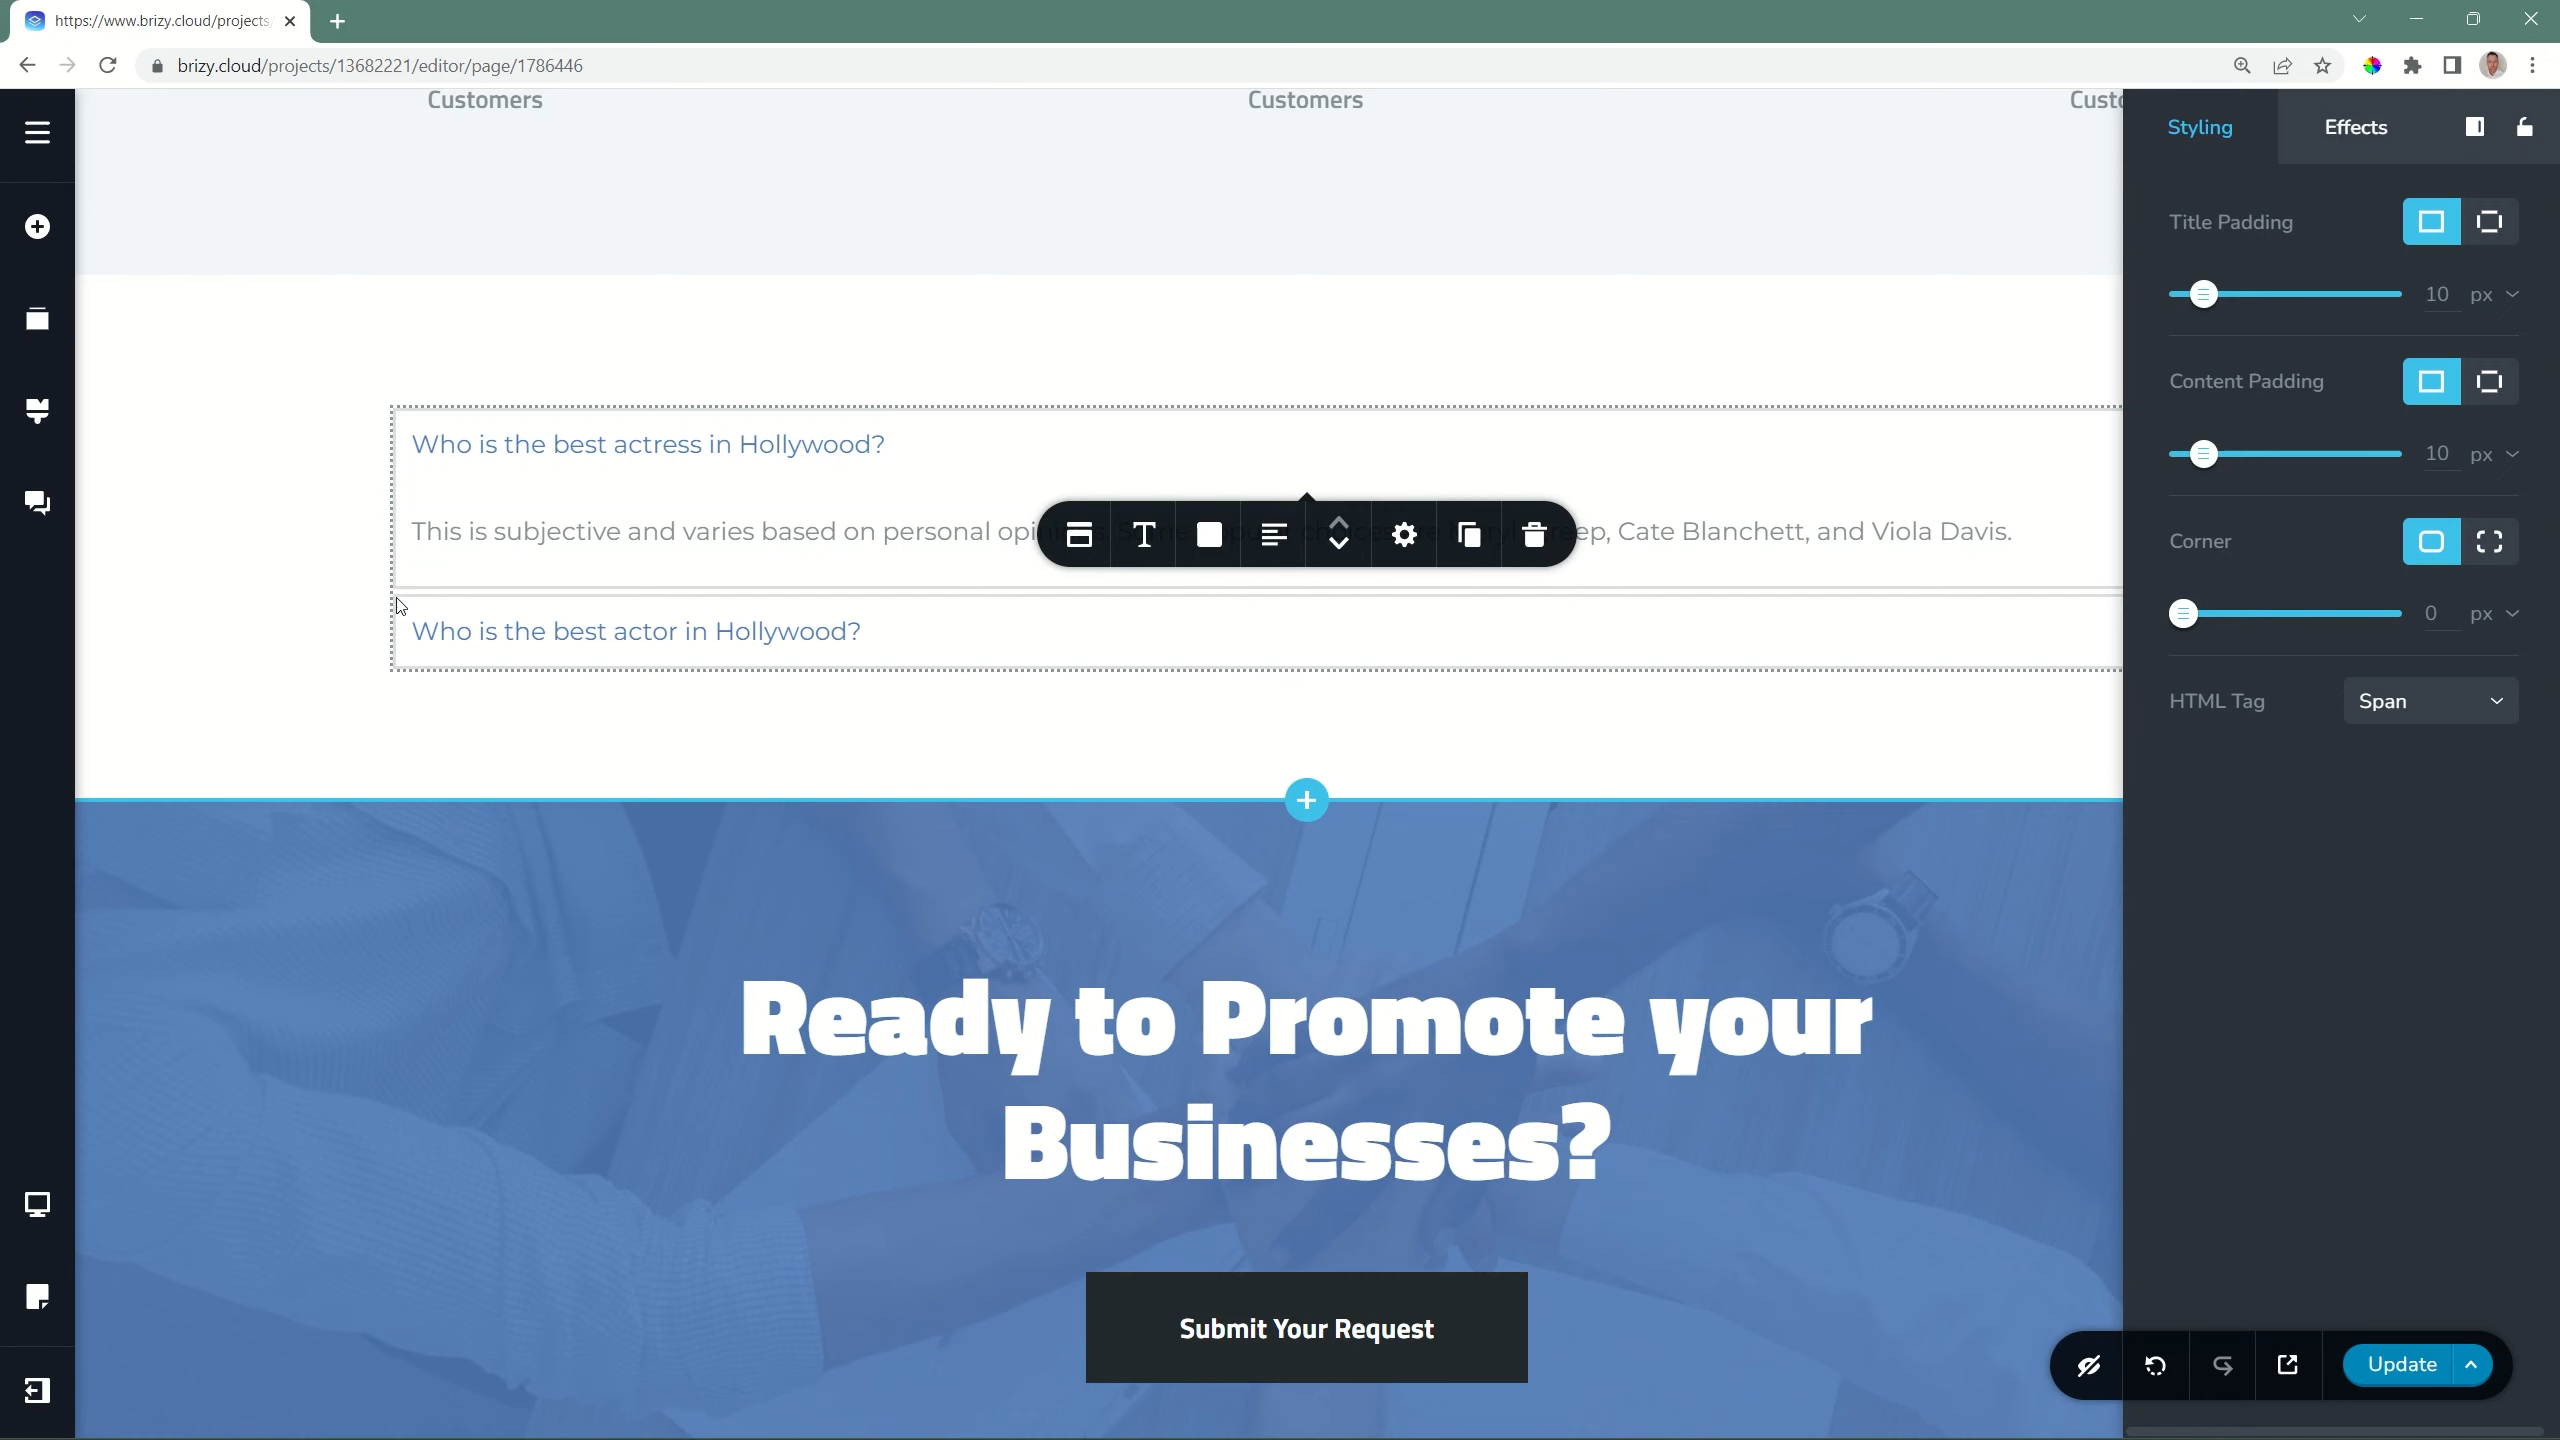 https://www.brizy.cloud/projects
brizy.cloud/projects/13682221/editor/page/1786446
Customers
Customers
Custo
Styling
Effects
Title Padding
10 px
Content Padding
10 px
Corner
0 px
HTML Tag
Span
Who is the best actress in Hollywood?
This is subjective and varies based on personal opi ep, Cate Blanchett, and Viola Davis.
Who is the best actor in Hollywood?
Ready to Promote your
Businesses?
Submit Your Request
Update